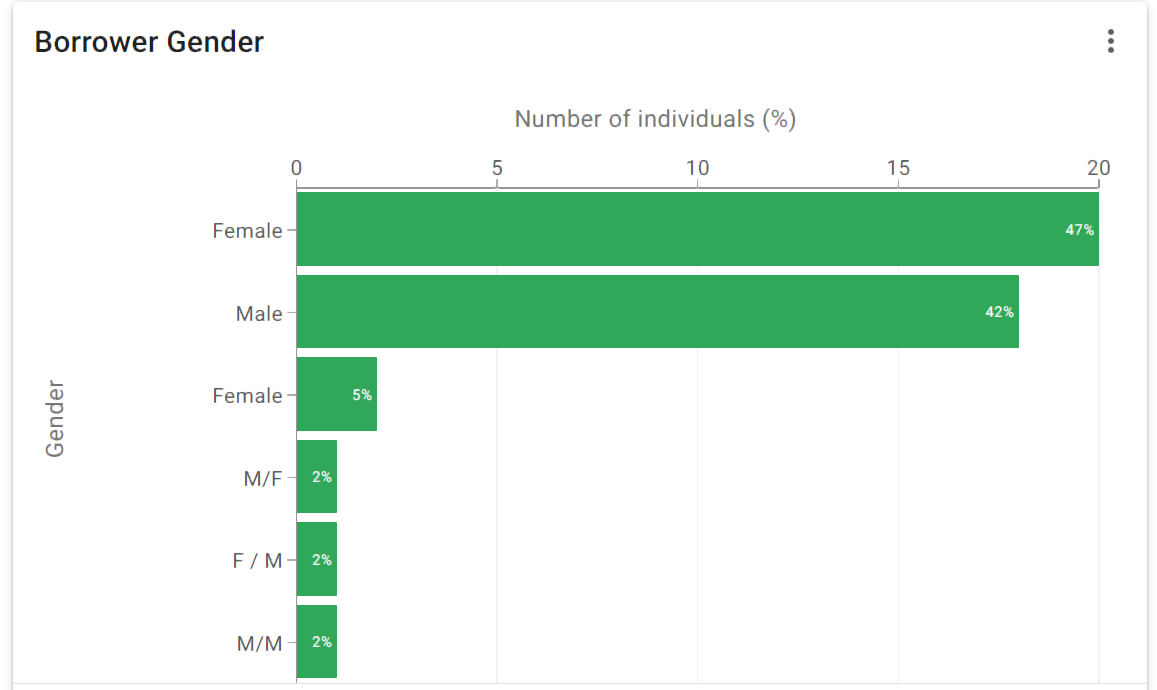 Borrower Gender
Number of individuals (%)
0 5 10 15 20
Female 47%
Male 42%
Female 5%
Gender
M/F 2%
F / M 2%
M/M 2%